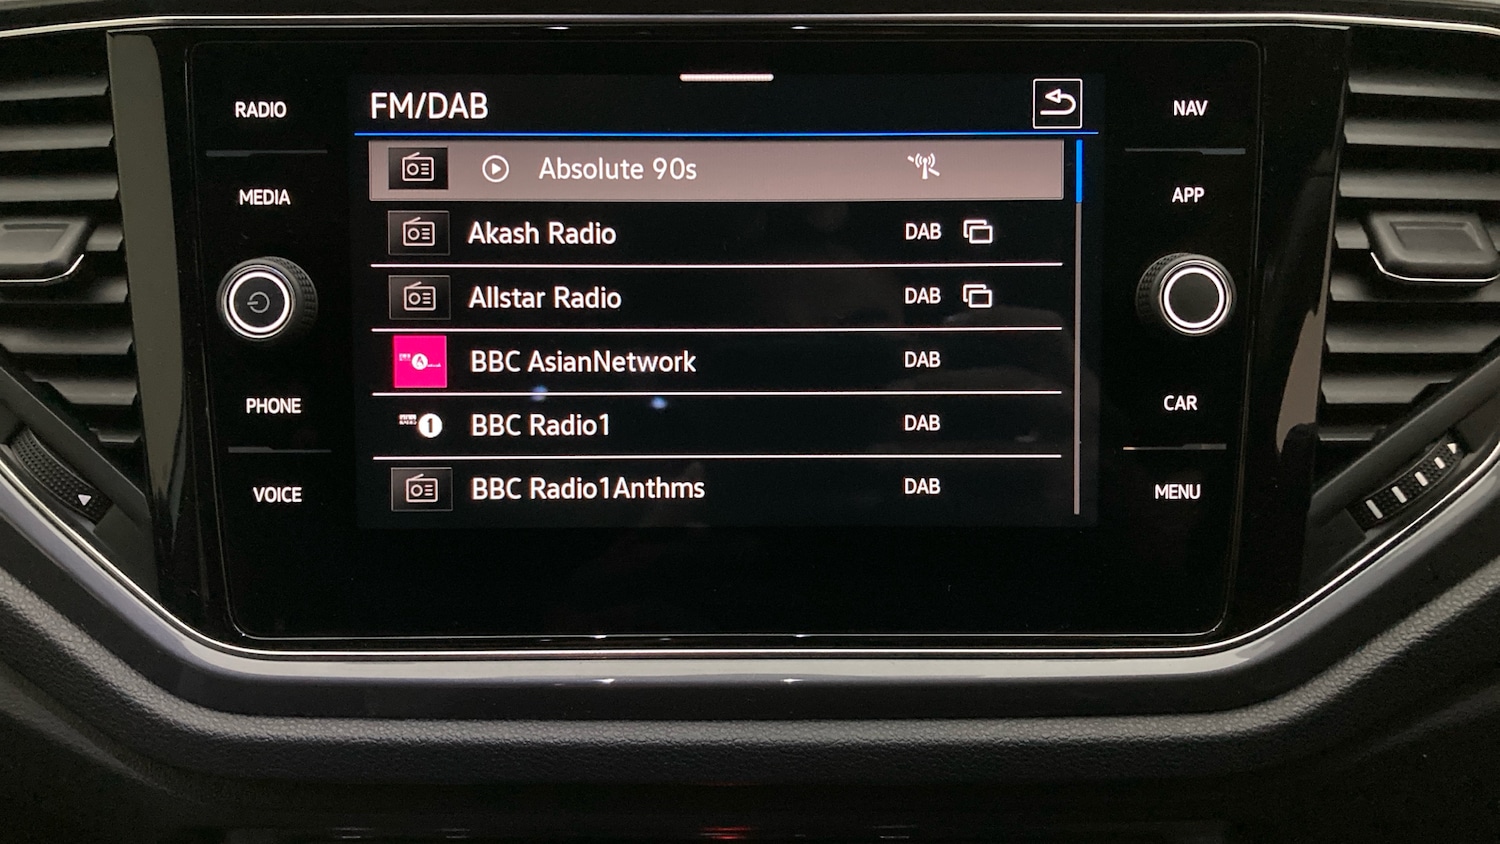 FM/DAB
RADIO
NAV
Absolute 90s
MEDIA
APP
Akash Radio DAB
Allstar Radio DAB
BBC AsianNetwork DAB
PHONE
CAR
1 BBC Radio1 DAB
VOICE
BBC Radio1Anthms DAB
MENU